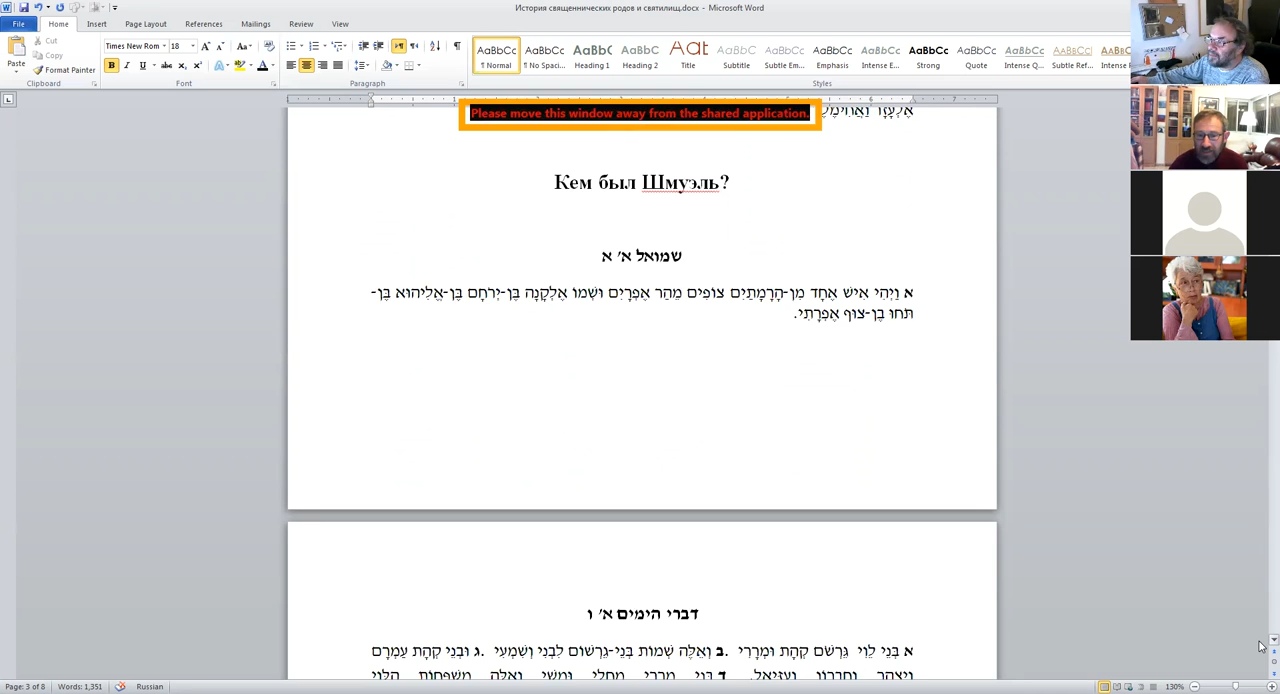 История священнических родов и святилищ.docx - Microsoft Word
File Home Insert Page Layout References Mailings Review View
Cut
Copy
Format Painter
Paste
Times New Rom 18
Clipboard Font Paragraph Styles
AaBbCc AaBbCc AaBbC AaBbCc AaI AaBbCc AaBbCc AaBbCc AaBbCc AaBbCc AaBbCc AaBbCc AaBbCc
¶ Normal ¶ No Spaci... Heading 1 Heading 2 Title Subtitle Subtle Em... Emphasis Intense E... Strong Quote Intense Q... Subtle Ref...
Please move this window away from the shared application.
Кем был Шмуэль?
שמואל א׳ א
א וַיְהִי אִישׁ אֶחָד מִן-הָרָמָתַיִם צוֹפִים מֵהַר אֶפְרָיִם וּשְׁמוֹ אֶלְקָנָה בֶּן-יְרֹחָם בֶּן-אֱלִיהוּא בֶּן-
תֹּחוּ בֶן-צוּף אֶפְרָתִי.
דברי הימים א׳ ו
א בְּנֵי לֵוִי גֵּרְשֹׁם קְהָת וּמְרָרִי .ב וְאֵלֶּה שְׁמוֹת בְּנֵי-גֵרְשׁוֹם לִבְנִי וְשִׁמְעִי .ג וּבְנֵי קְהָת עַמְרָם
Page: 3 of 8 Words: 1,351 Russian 130%